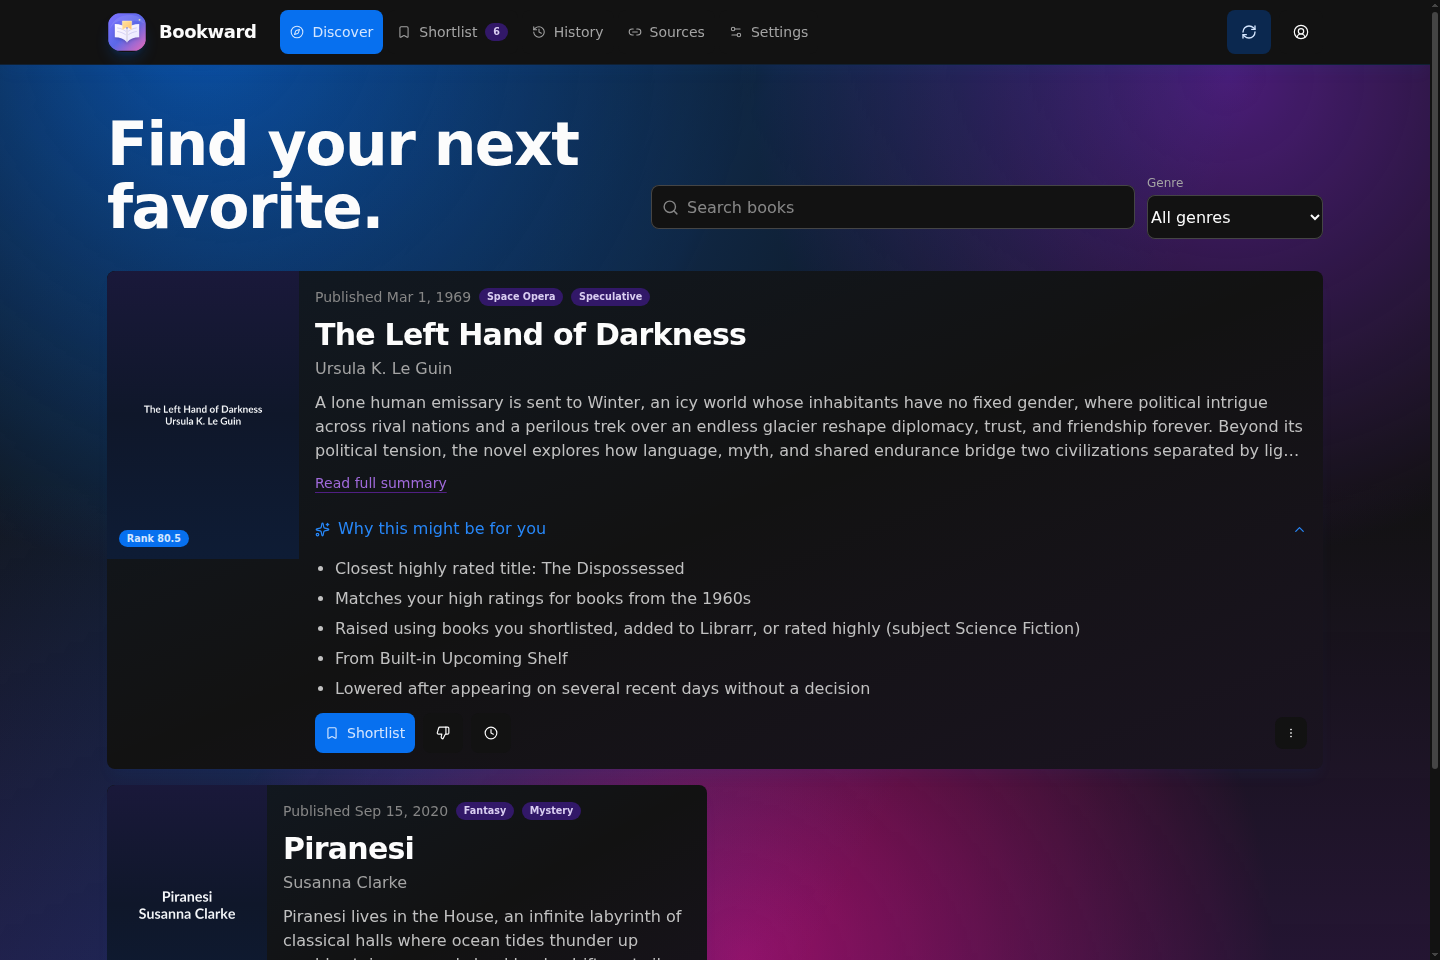 Bookward
Discover
Shortlist 6
History
Sources
Settings
Find your next
favorite.
Search books
Genre
All genres
The Left Hand of Darkness
Ursula K. Le Guin
Rank 80.5
Published Mar 1, 1969 Space Opera Speculative
The Left Hand of Darkness
Ursula K. Le Guin
A lone human emissary is sent to Winter, an icy world whose inhabitants have no fixed gender, where political intrigue
across rival nations and a perilous trek over an endless glacier reshape diplomacy, trust, and friendship forever. Beyond its
political tension, the novel explores how language, myth, and shared endurance bridge two civilizations separated by lig…
Read full summary
Why this might be for you
• Closest highly rated title: The Dispossessed
• Matches your high ratings for books from the 1960s
• Raised using books you shortlisted, added to Librarr, or rated highly (subject Science Fiction)
• From Built-in Upcoming Shelf
• Lowered after appearing on several recent days without a decision
Shortlist
Piranesi
Susanna Clarke
Published Sep 15, 2020 Fantasy Mystery
Piranesi
Susanna Clarke
Piranesi lives in the House, an infinite labyrinth of
classical halls where ocean tides thunder up